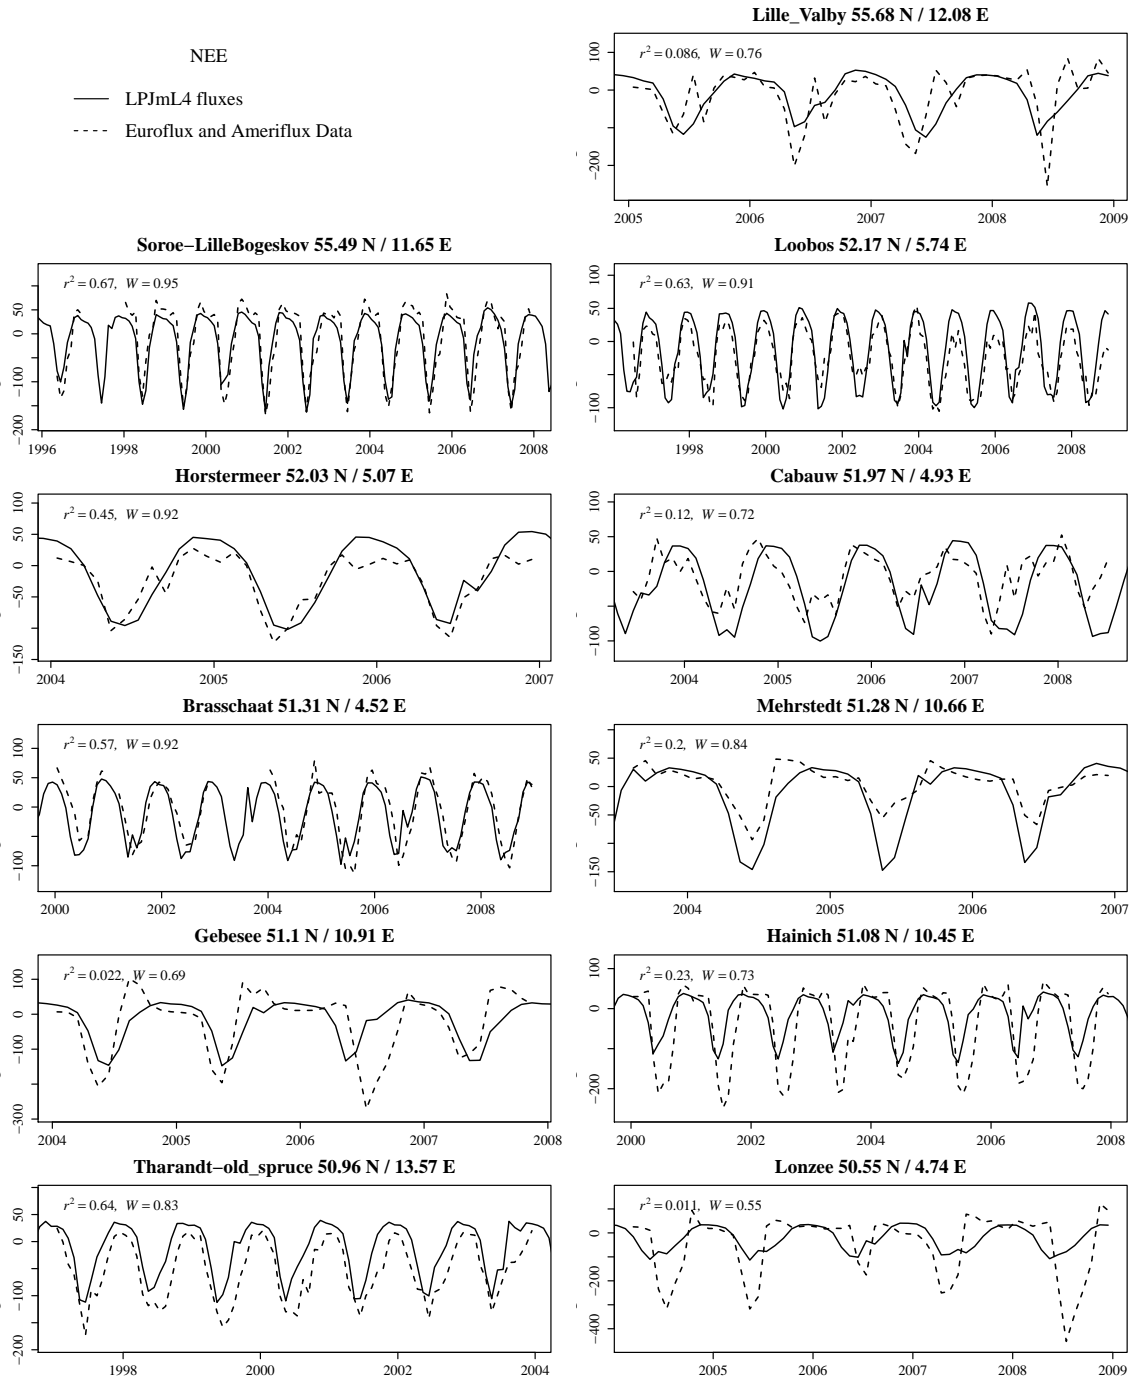 NEE
LPJmL4 fluxes
Euroflux and Ameriflux Data
Lille_Valby 55.68 N / 12.08 E
r² = 0.086, W = 0.76
100
0
−200
2005 2006 2007 2008 2009
Soroe−LilleBogeskov 55.49 N / 11.65 E
r² = 0.67, W = 0.95
50
0
−100
−200
1996 1998 2000 2002 2004 2006 2008
Loobos 52.17 N / 5.74 E
r² = 0.63, W = 0.91
100
50
0
−100
1998 2000 2002 2004 2006 2008
Horstermeer 52.03 N / 5.07 E
r² = 0.45, W = 0.92
100
50
0
−50
−150
2004 2005 2006 2007
Cabauw 51.97 N / 4.93 E
r² = 0.12, W = 0.72
100
50
0
−100
2004 2005 2006 2007 2008
Brasschaat 51.31 N / 4.52 E
r² = 0.57, W = 0.92
100
50
0
−100
2000 2002 2004 2006 2008
Mehrstedt 51.28 N / 10.66 E
r² = 0.2, W = 0.84
50
0
−50
−150
2004 2005 2006 2007
Gebesee 51.1 N / 10.91 E
r² = 0.022, W = 0.69
100
0
−100
−300
2004 2005 2006 2007 2008
Hainich 51.08 N / 10.45 E
r² = 0.23, W = 0.73
100
0
−200
2000 2002 2004 2006 2008
Tharandt−old_spruce 50.96 N / 13.57 E
r² = 0.64, W = 0.83
50
0
−100
−200
1998 2000 2002 2004
Lonzee 50.55 N / 4.74 E
r² = 0.011, W = 0.55
0
−200
−400
2005 2006 2007 2008 2009